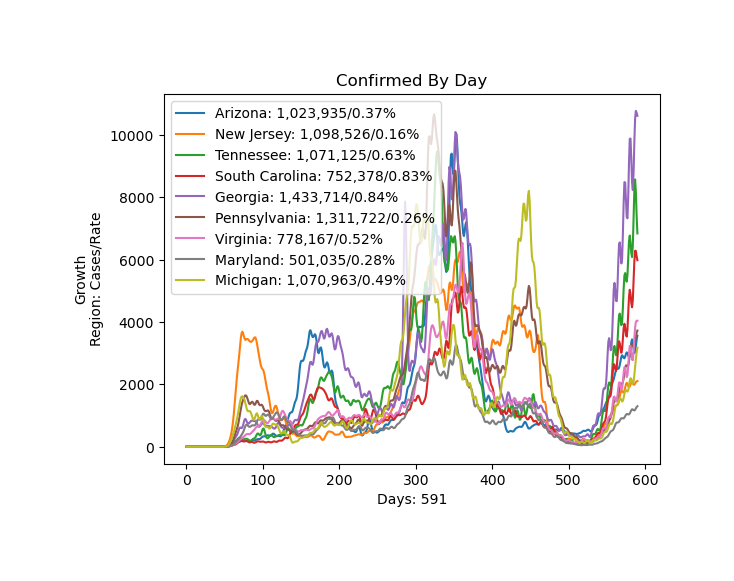 Confirmed By Day
Arizona: 1,023,935/0.37%
New Jersey: 1,098,526/0.16%
Tennessee: 1,071,125/0.63%
South Carolina: 752,378/0.83%
Georgia: 1,433,714/0.84%
Pennsylvania: 1,311,722/0.26%
Virginia: 778,167/0.52%
Maryland: 501,035/0.28%
Michigan: 1,070,963/0.49%
Growth
Region: Cases/Rate
10000
8000
6000
4000
2000
0
0 100 200 300 400 500 600
Days: 591